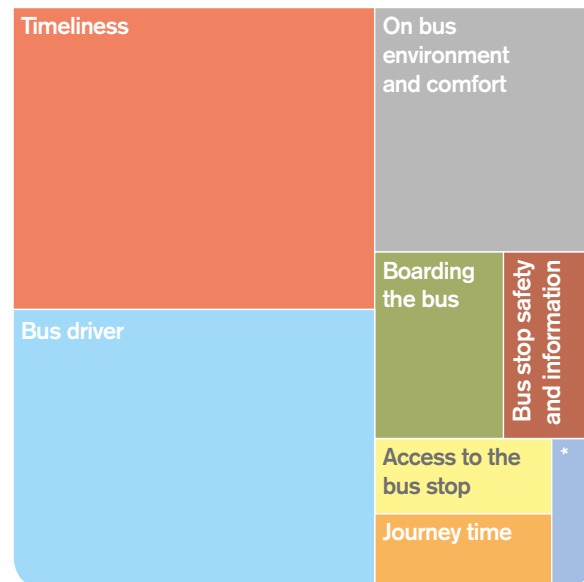 Timeliness
On bus
environment
and comfort
Bus driver
Boarding
the bus
Bus stop safety
and information
Access to the
bus stop
*
Journey time